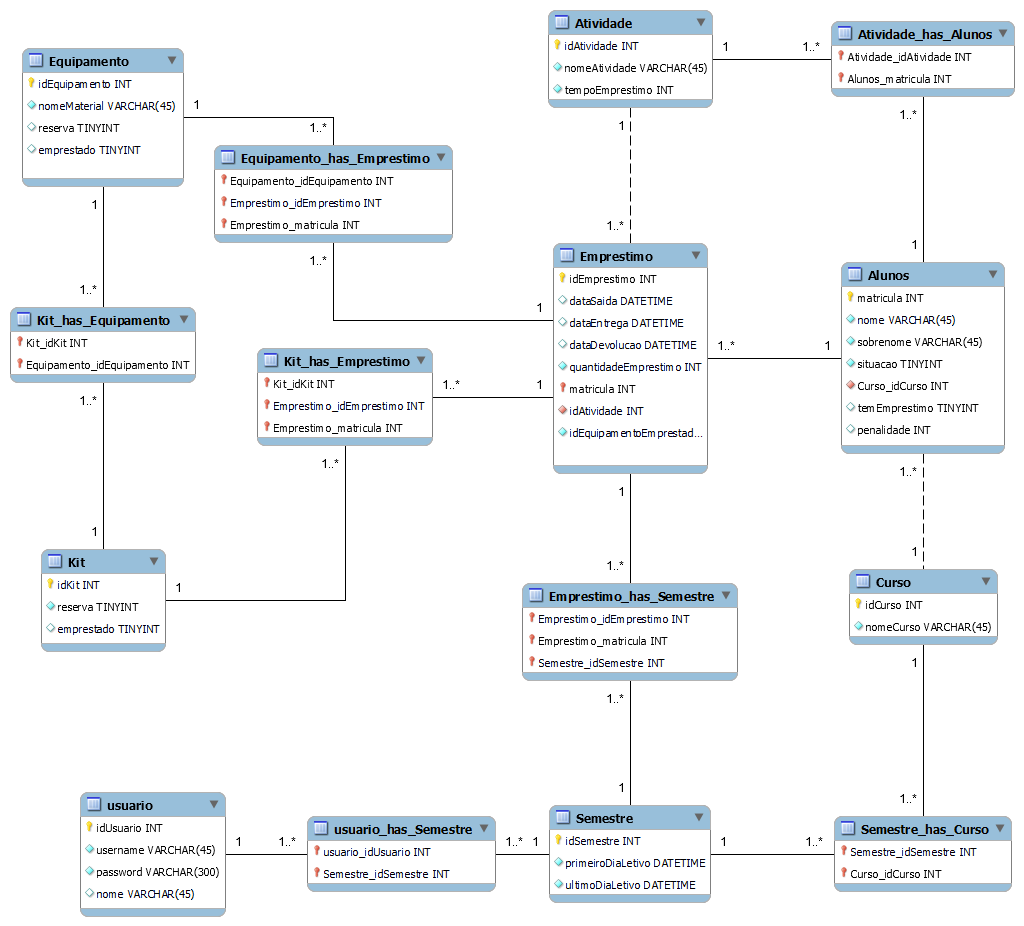 Atividade
idAtividade INT
nomeAtividade VARCHAR(45)
tempoEmprestimo INT
1
1..*
Atividade_has_Alunos
Atividade_idAtividade INT
Alunos_matricula INT
Equipamento
idEquipamento INT
nomeMaterial VARCHAR(45)
reserva TINYINT
emprestado TINYINT
1
1..*
Equipamento_has_Emprestimo
Equipamento_idEquipamento INT
Emprestimo_idEmprestimo INT
Emprestimo_matricula INT
1
1..*
1..*
1
1
1..*
1..*
1
Emprestimo
idEmprestimo INT
dataSaida DATETIME
dataEntrega DATETIME
dataDevolucao DATETIME
quantidadeEmprestimo INT
matricula INT
idAtividade INT
idEquipamentoEmprestad...
1..*
1
Alunos
matricula INT
nome VARCHAR(45)
sobrenome VARCHAR(45)
situacao TINYINT
Curso_idCurso INT
temEmprestimo TINYINT
penalidade INT
Kit_has_Equipamento
Kit_idKit INT
Equipamento_idEquipamento INT
1..*
1
Kit_has_Emprestimo
Kit_idKit INT
Emprestimo_idEmprestimo INT
Emprestimo_matricula INT
1..*
1
1..*
1
Kit
idKit INT
reserva TINYINT
emprestado TINYINT
1
1..*
Emprestimo_has_Semestre
Emprestimo_idEmprestimo INT
Emprestimo_matricula INT
Semestre_idSemestre INT
1..*
1
1..*
1
Curso
idCurso INT
nomeCurso VARCHAR(45)
1
1..*
usuario
idUsuario INT
username VARCHAR(45)
password VARCHAR(300)
nome VARCHAR(45)
1
1..*
usuario_has_Semestre
usuario_idUsuario INT
Semestre_idSemestre INT
1..*
1
Semestre
idSemestre INT
primeiroDiaLetivo DATETIME
ultimoDiaLetivo DATETIME
1
1..*
Semestre_has_Curso
Semestre_idSemestre INT
Curso_idCurso INT